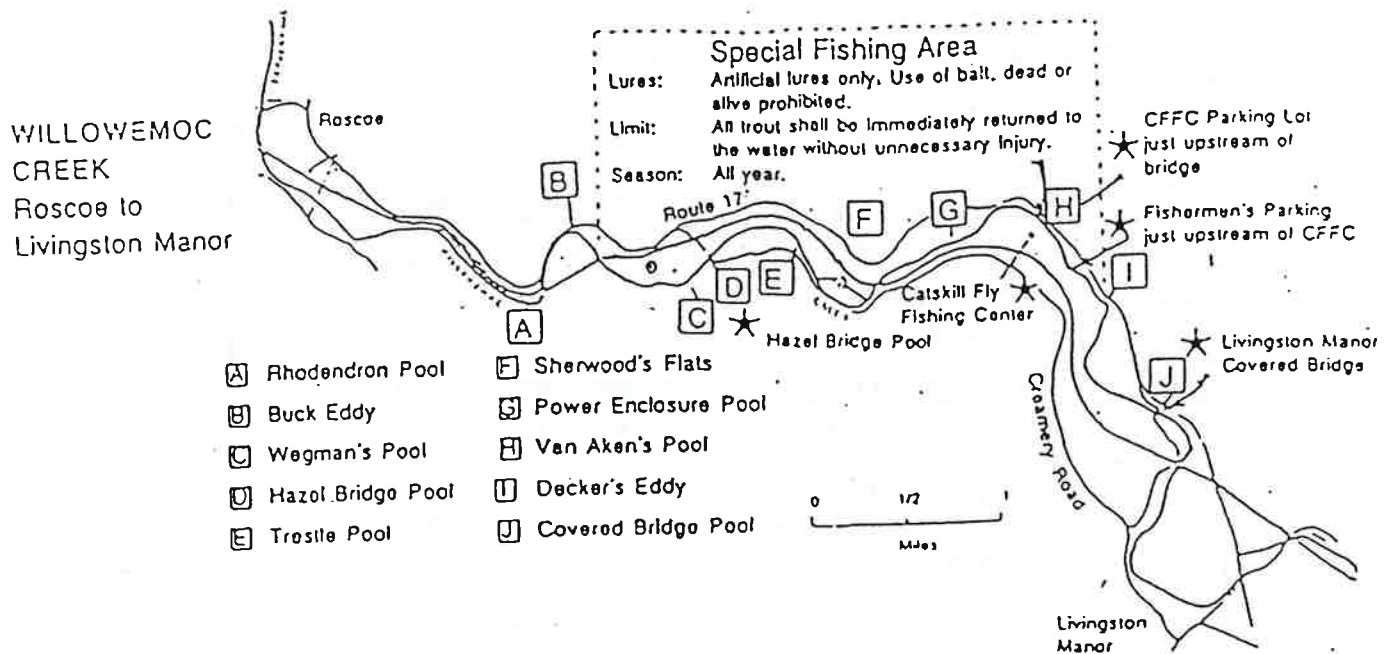 WILLOWEMOC
CREEK
Roscoe to
Livingston Manor
Roscoe
Special Fishing Area
Lures: Artificial lures only. Use of bait, dead or
alive prohibited.
Limit: All trout shall be immediately returned to
the water without unnecessary injury.
Season: All year.
CFFC Parking Lot
just upstream of
bridge
Fishermen's Parking
just upstream of CFFC
Route 17
A
B
C
D
E
F
G
H
I
J
Hazel Bridge Pool
Catskill Fly
Fishing Center
Livingston Manor
Covered Bridge
Creamery Road
A Rhodendron Pool
B Buck Eddy
C Wegman's Pool
D Hazel Bridge Pool
E Trestle Pool
F Sherwood's Flats
G Power Enclosure Pool
H Van Aken's Pool
I Decker's Eddy
J Covered Bridge Pool
0 1/2 1
Miles
Livingston
Manor